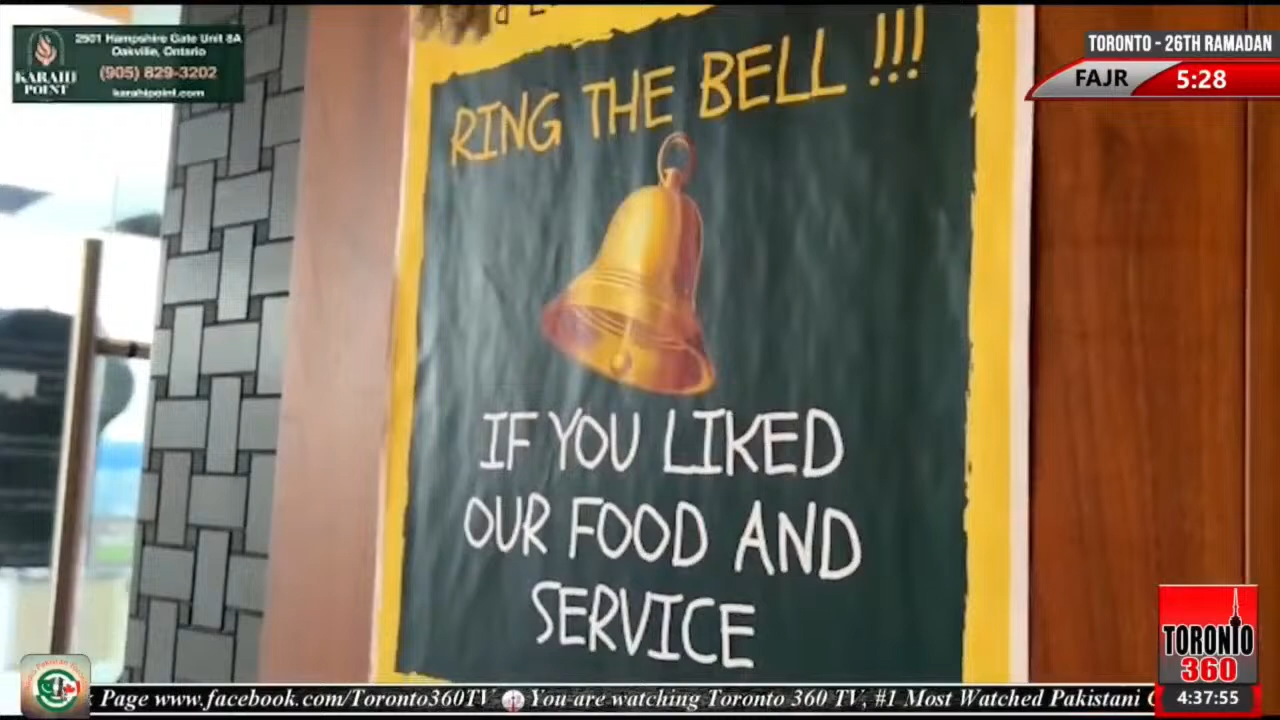 2501 Hampshire Gate Unit 8A
Oakville, Ontario
(905) 829-3202
karahipoint.com
KARAHI
POINT
TORONTO - 26TH RAMADAN
FAJR 5:28
RING THE BELL !!!
IF YOU LIKED
OUR FOOD AND
SERVICE
TORONTO
360
4:37:55
Page www.facebook.com/Toronto360TV You are watching Toronto 360 TV, #1 Most Watched Pakistani